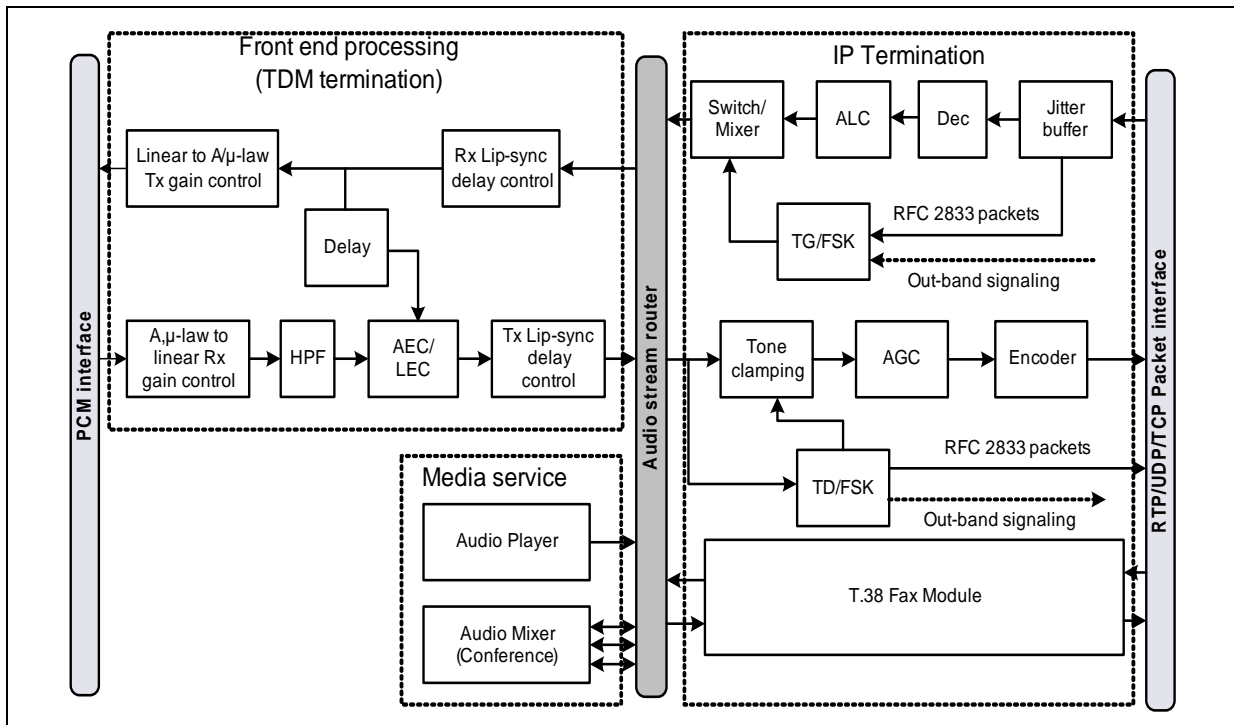 Front end processing
(TDM termination)
Linear to A/µ-law
Tx gain control
Rx Lip-sync
delay control
Delay
A,µ-law to
linear Rx
gain control
HPF
AEC/
LEC
Tx Lip-sync
delay
control
PCM interface
Media service
Audio Player
Audio Mixer
(Conference)
Audio stream router
IP Termination
Switch/
Mixer
ALC
Dec
Jitter
buffer
RFC 2833 packets
TG/FSK
Out-band signaling
Tone
clamping
AGC
Encoder
RFC 2833 packets
TD/FSK
Out-band signaling
T.38 Fax Module
RTP/UDP/TCP Packet interface